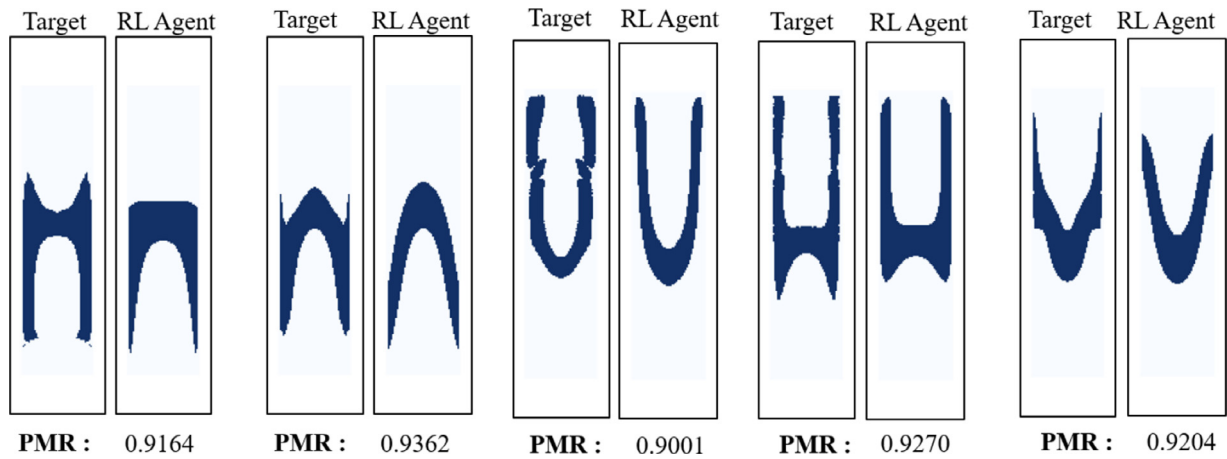 Target RL Agent Target RL Agent Target RL Agent Target RL Agent Target RL Agent
PMR : 0.9164 PMR : 0.9362 PMR : 0.9001 PMR : 0.9270 PMR : 0.9204